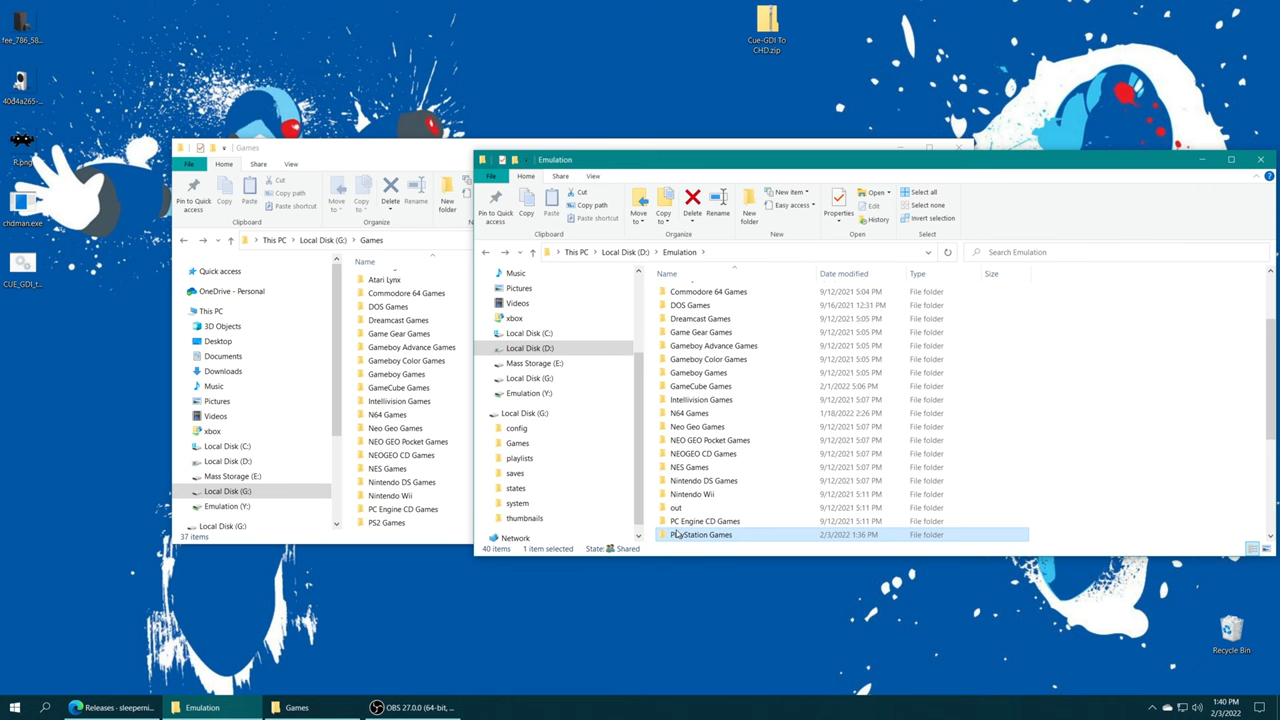 fee_786_58...
40d4a265-...
R.png
chdman.exe
CUE_GDI_t...
Cue-GDI To
CHD.zip
Recycle Bin
Games
File
Home
Share
View
Pin to Quick
access
Copy
Paste
Cut
Copy path
Paste shortcut
Clipboard
Move
to
Copy
to
Delete
Rename
Organize
New
folder
This PC
Local Disk (G:)
Games
Quick access
OneDrive - Personal
This PC
3D Objects
Desktop
Documents
Downloads
Music
Pictures
Videos
xbox
Local Disk (C:)
Local Disk (D:)
Mass Storage (E:)
Local Disk (G:)
Emulation (Y:)
Local Disk (G:)
37 items
Name
Atari Lynx
Commodore 64 Games
DOS Games
Dreamcast Games
Game Gear Games
Gameboy Advance Games
Gameboy Color Games
Gameboy Games
GameCube Games
Intellivision Games
N64 Games
Neo Geo Games
NEO GEO Pocket Games
NEOGEO CD Games
NES Games
Nintendo DS Games
Nintendo Wii
PC Engine CD Games
PS2 Games
Emulation
File
Home
Share
View
Pin to Quick
access
Copy
Paste
Cut
Copy path
Paste shortcut
Clipboard
Move
to
Copy
to
Delete
Rename
Organize
New
folder
New item
Easy access
New
Properties
Open
Edit
History
Open
Select all
Select none
Invert selection
Select
This PC
Local Disk (D:)
Emulation
Search Emulation
Music
Pictures
Videos
xbox
Local Disk (C:)
Local Disk (D:)
Mass Storage (E:)
Local Disk (G:)
Emulation (Y:)
Local Disk (G:)
config
Games
playlists
saves
states
system
thumbnails
Network
Name Date modified Type Size
Commodore 64 Games 9/12/2021 5:04 PM File folder
DOS Games 9/16/2021 12:31 PM File folder
Dreamcast Games 9/12/2021 5:05 PM File folder
Game Gear Games 9/12/2021 5:05 PM File folder
Gameboy Advance Games 9/12/2021 5:05 PM File folder
Gameboy Color Games 9/12/2021 5:05 PM File folder
Gameboy Games 9/12/2021 5:05 PM File folder
GameCube Games 2/1/2022 5:06 PM File folder
Intellivision Games 9/12/2021 5:07 PM File folder
N64 Games 1/18/2022 2:26 PM File folder
Neo Geo Games 9/12/2021 5:07 PM File folder
NEO GEO Pocket Games 9/12/2021 5:07 PM File folder
NEOGEO CD Games 9/12/2021 5:07 PM File folder
NES Games 9/12/2021 5:07 PM File folder
Nintendo DS Games 9/12/2021 5:07 PM File folder
Nintendo Wii 9/12/2021 5:11 PM File folder
out 9/12/2021 5:11 PM File folder
PC Engine CD Games 9/12/2021 5:11 PM File folder
PlayStation Games 2/3/2022 1:36 PM File folder
40 items 1 item selected State: Shared
Releases - sleepemi...
Emulation
Games
OBS 27.0.0 (64-bit, ...
1:40 PM
2/3/2022